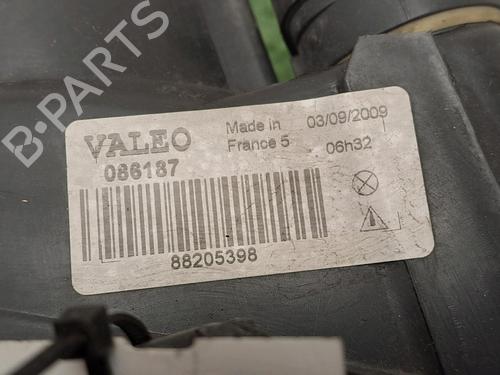 B-PARTS
VALEO
Made in
France 5
03/09/2009
06h32
086187
88205398